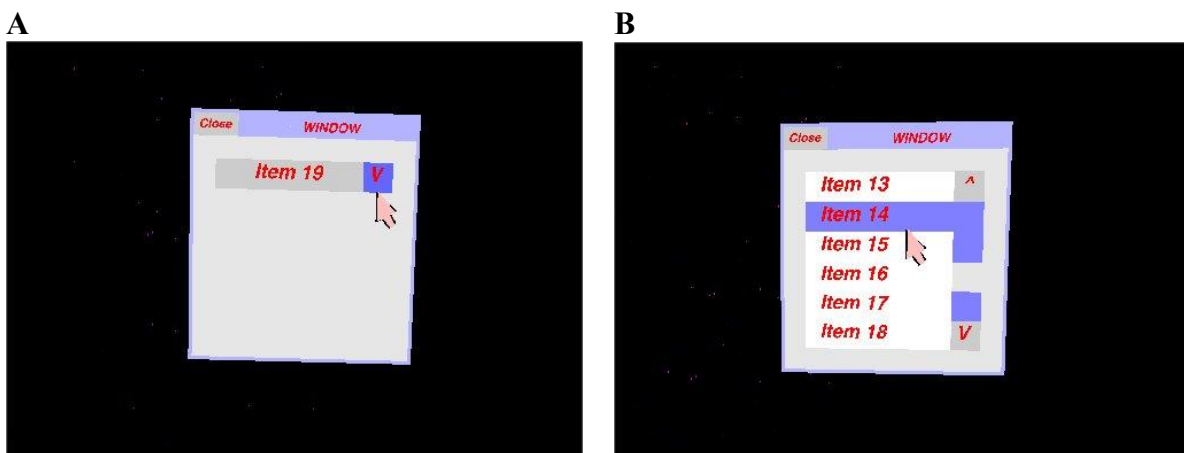 A
Close WINDOW
Item 19 V
B
Close WINDOW
Item 13 ^
Item 14
Item 15
Item 16
Item 17
Item 18 V